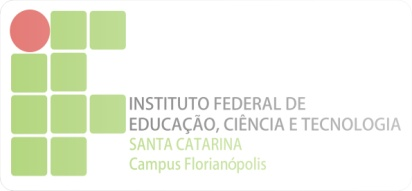 INSTITUTO FEDERAL DE
EDUCAÇÃO, CIÊNCIA E TECNOLOGIA
SANTA CATARINA
Campus Florianópolis